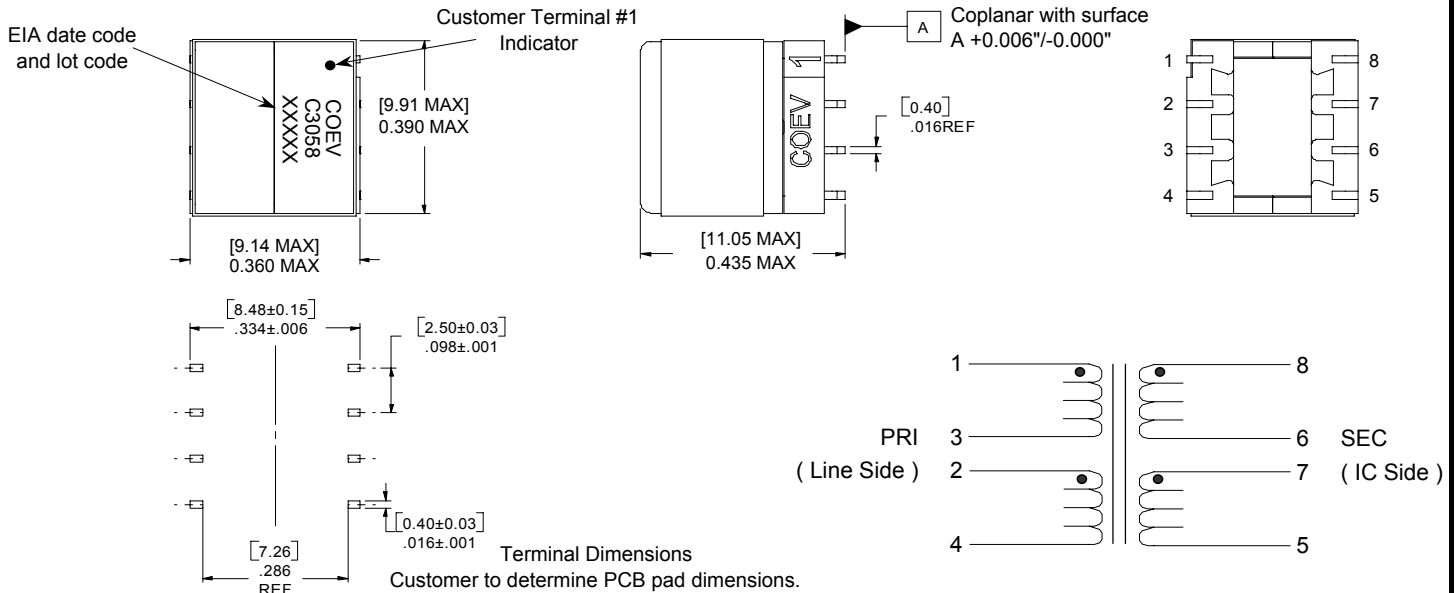 EIA date code
and lot code
Customer Terminal #1
Indicator
COEV
C3058
XXXXX
[9.91 MAX]
0.390 MAX
[9.14 MAX]
0.360 MAX
1
COEV
A
Coplanar with surface
A +0.006"/-0.000"
[0.40]
.016REF
[11.05 MAX]
0.435 MAX
1
2
3
4
8
7
6
5
[8.48±0.15]
.334±.006
[2.50±0.03]
.098±.001
[0.40±0.03]
.016±.001
[7.26]
.286
REF
Terminal Dimensions
Customer to determine PCB pad dimensions.
1
8
PRI 3
6 SEC
( Line Side ) 2
7 ( IC Side )
4
5